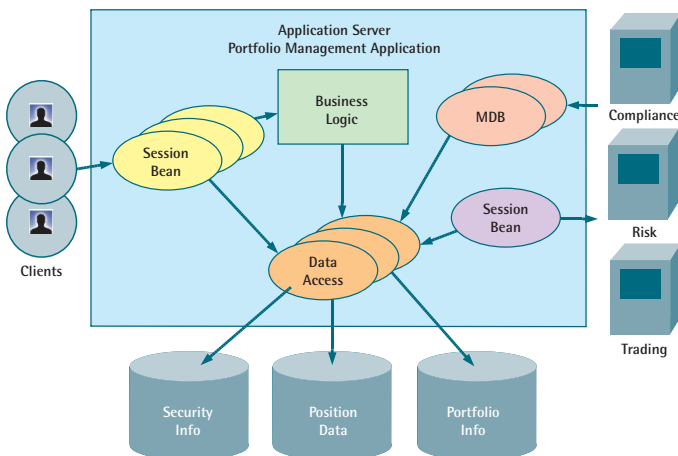 Application Server
Portfolio Management Application
Business
Logic
MDB
Compliance
Session
Bean
Session
Bean
Risk
Clients
Data
Access
Trading
Security
Info
Position
Data
Portfolio
Info